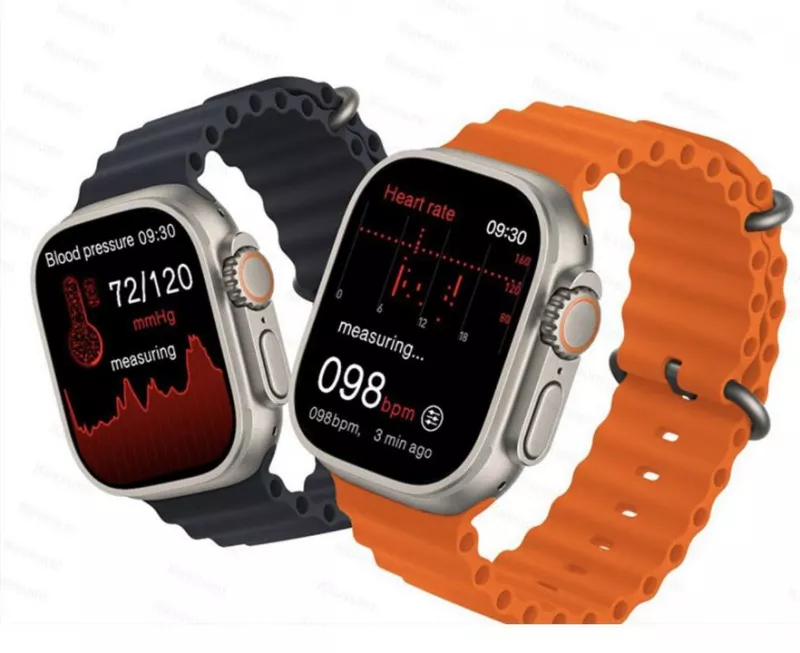 Blood pressure 09:30
72/120
mmHg
measuring
Heart rate
09:30
160
120
80
0 6 12 18
measuring...
098bpm
098bpm, 3 min ago